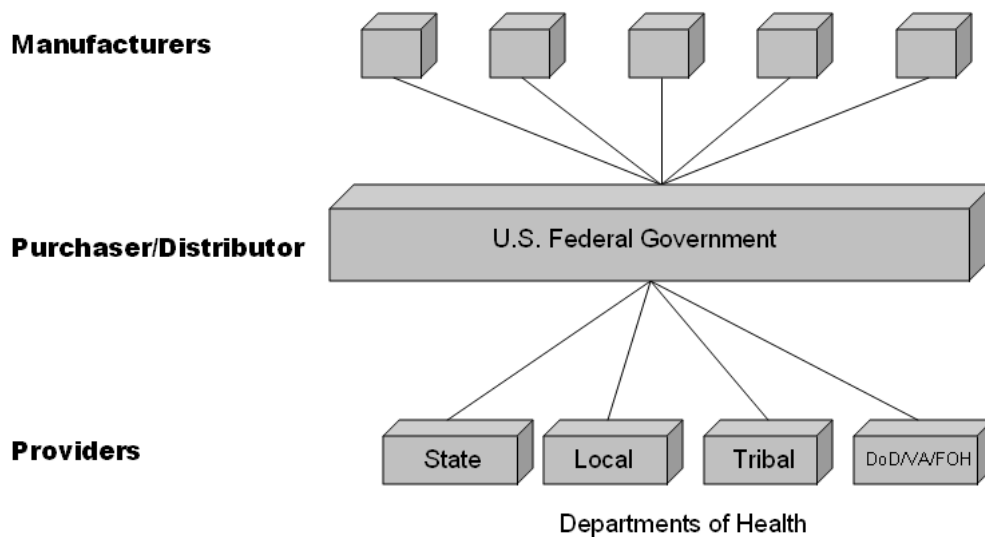 Manufacturers
Purchaser/Distributor
U.S. Federal Government
Providers
State
Local
Tribal
DoD/VA/FOH
Departments of Health